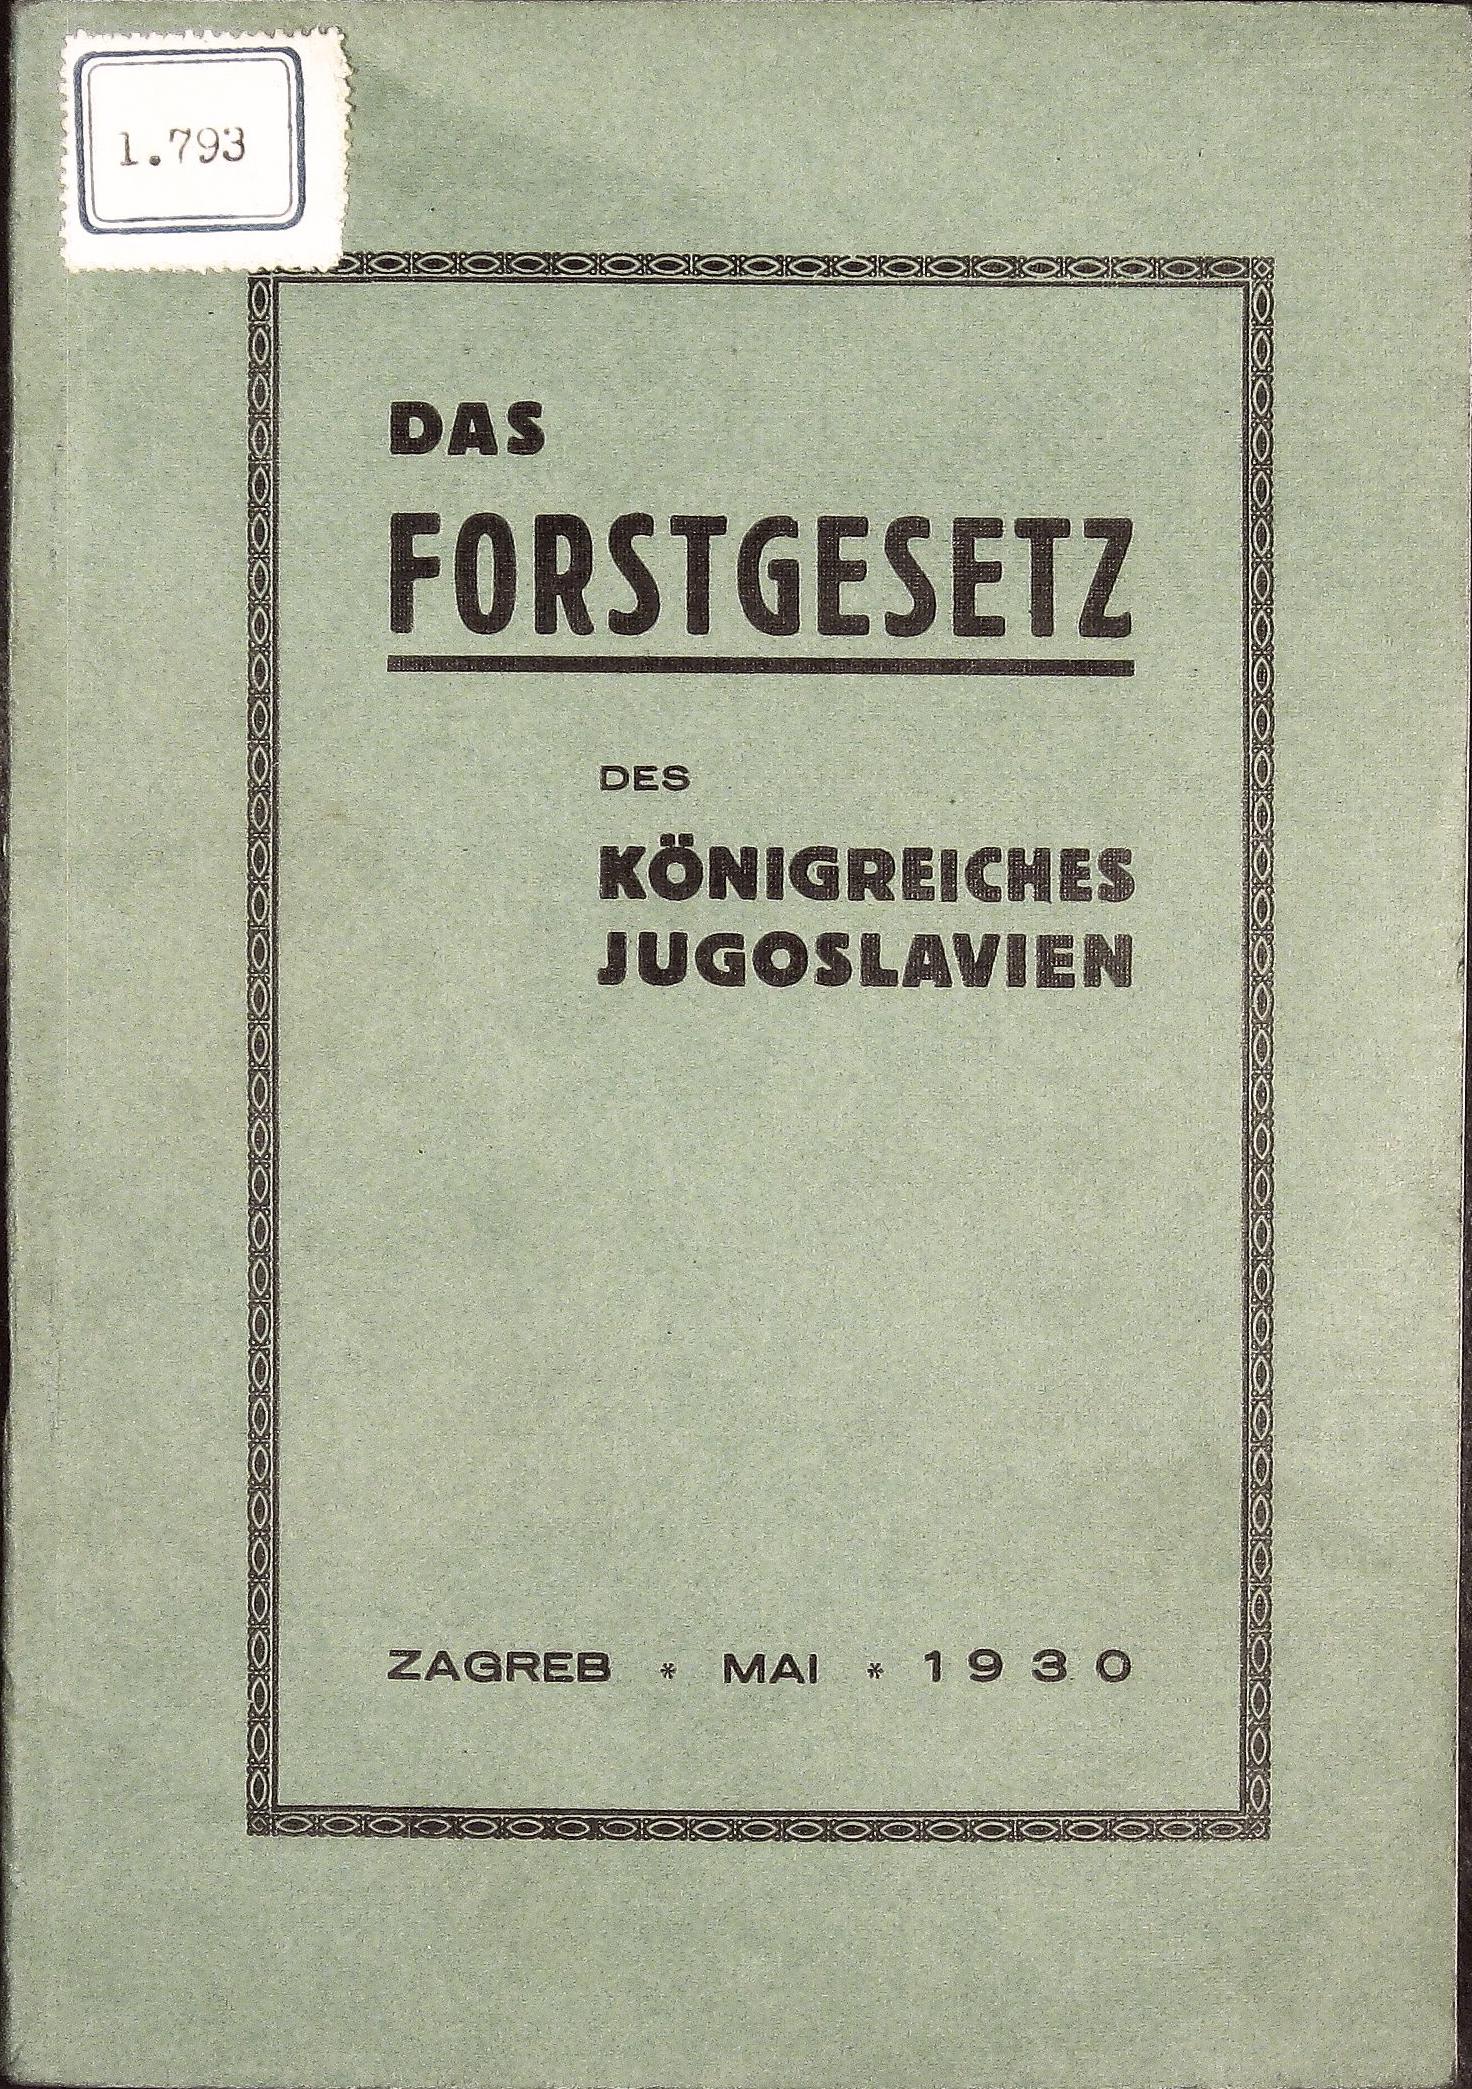 1.793
DAS
FORSTGESETZ
DES
KÖNIGREICHES
JUGOSLAVIEN
ZAGREB * MAI * 1930